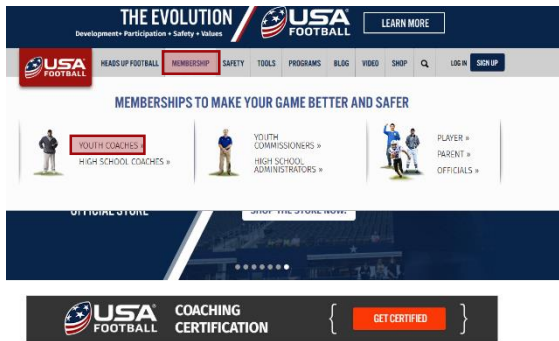 THE EVOLUTION
Development+ Participation + Safety + Values
USA
FOOTBALL
LEARN MORE
USA
FOOTBALL
HEADS UP FOOTBALL
MEMBERSHIP
SAFETY
TOOLS
PROGRAMS
BLOG
VIDEO
SHOP
LOG IN
SIGN UP
MEMBERSHIPS TO MAKE YOUR GAME BETTER AND SAFER
YOUTH COACHES »
HIGH SCHOOL COACHES »
YOUTH
COMMISSIONERS »
HIGH SCHOOL
ADMINISTRATORS »
PLAYER »
PARENT »
OFFICIALS »
OFFICIAL STORE
SHOP THE STORE NOW!
USA
FOOTBALL
COACHING
CERTIFICATION
{ GET CERTIFIED }